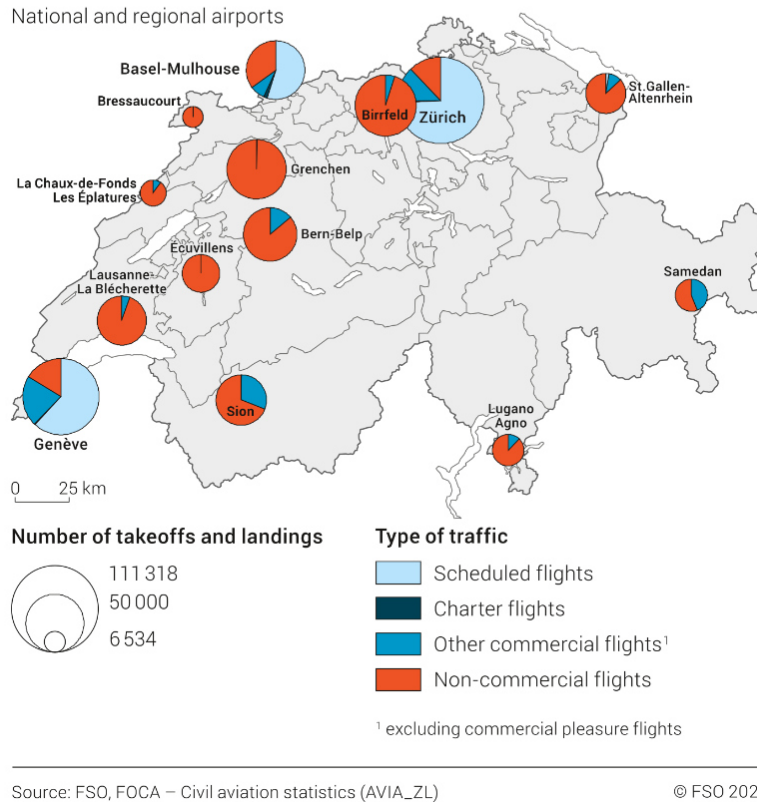 National and regional airports
Basel-Mulhouse
Bressaucourt
Birrfeld
Zürich
St.Gallen-
Altenrhein
Grenchen
La Chaux-de-Fonds
Les Éplatures
Bern-Belp
Écuvillens
Lausanne-
La Blécherette
Samedan
Sion
Genève
Lugano
Agno
0 25 km
Number of takeoffs and landings
111 318
50 000
6 534
Type of traffic
Scheduled flights
Charter flights
Other commercial flights¹
Non-commercial flights
¹ excluding commercial pleasure flights
Source: FSO, FOCA – Civil aviation statistics (AVIA_ZL)
© FSO 202